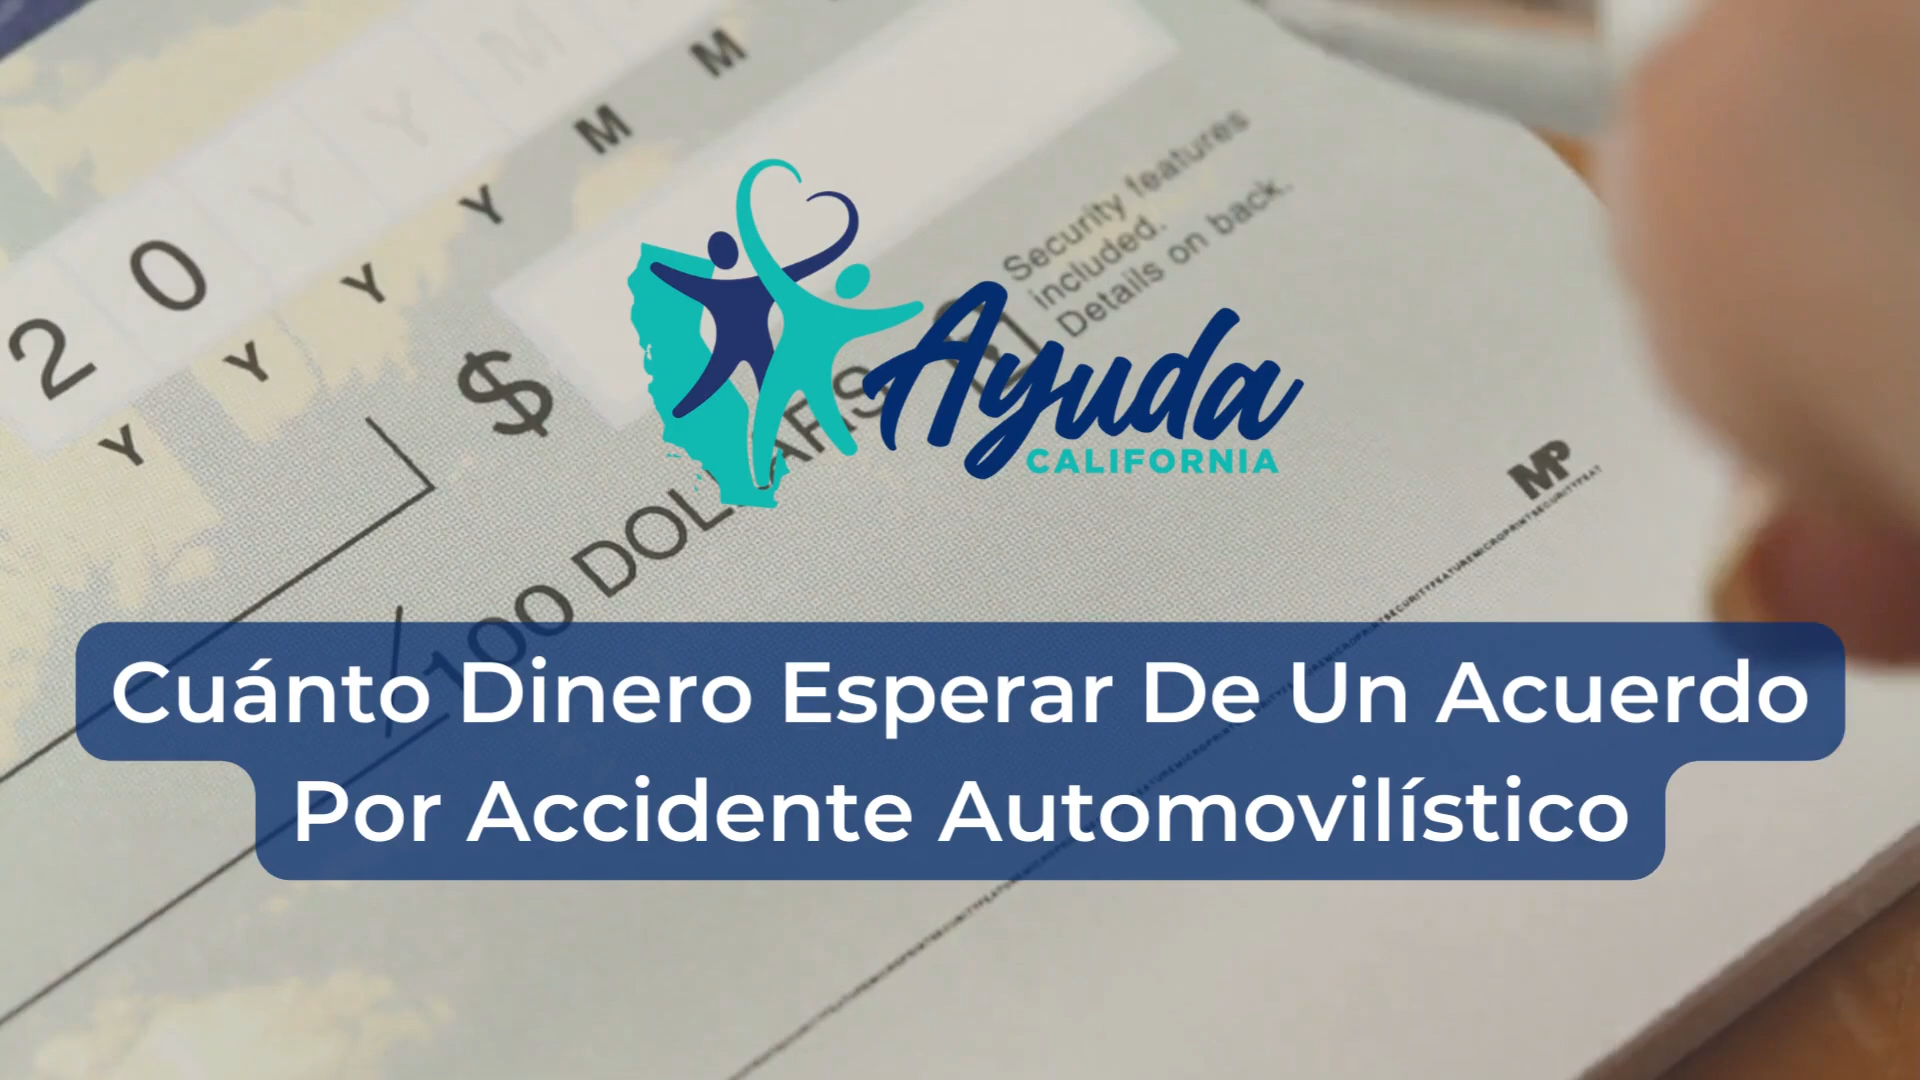 M
Y Y M
20
Y Y Y M M
$
Security features
included.
Details on back.
Ayuda
CALIFORNIA
100 DOLLARS
MP
Cuánto Dinero Esperar De Un Acuerdo
Por Accidente Automovilístico